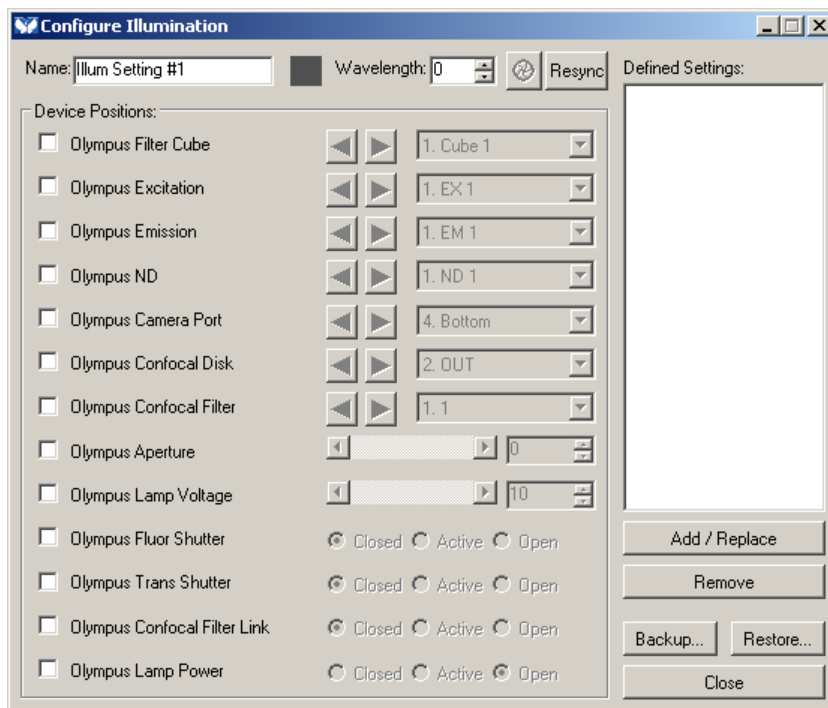 Configure Illumination
Name: Illum Setting #1 Wavelength: 0 Resync Defined Settings:
Device Positions:
Olympus Filter Cube 1. Cube 1
Olympus Excitation 1. EX 1
Olympus Emission 1. EM 1
Olympus ND 1. ND 1
Olympus Camera Port 4. Bottom
Olympus Confocal Disk 2. OUT
Olympus Confocal Filter 1. 1
Olympus Aperture 0
Olympus Lamp Voltage 10
Olympus Fluor Shutter Closed Active Open
Olympus Trans Shutter Closed Active Open
Olympus Confocal Filter Link Closed Active Open
Olympus Lamp Power Closed Active Open
Add / Replace
Remove
Backup... Restore...
Close